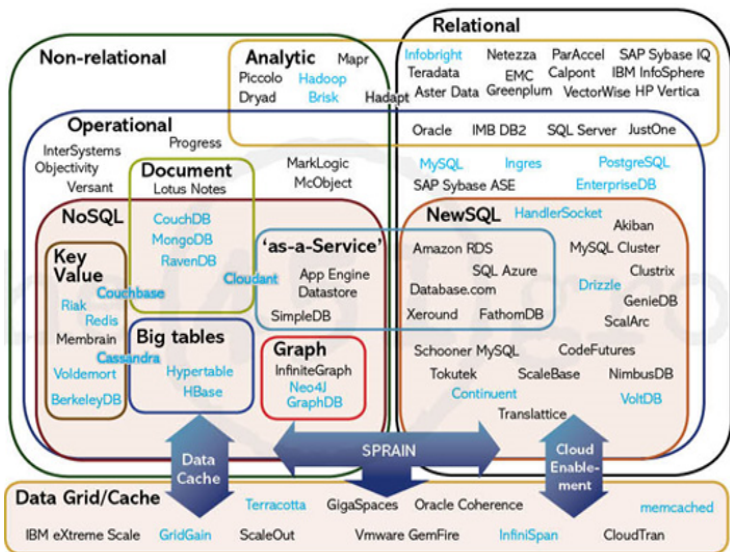 Relational
Non-relational
Analytic
Mapr
Piccolo
Hadoop
Dryad
Brisk
Hadapt
Infobright
Netezza
ParAccel
SAP Sybase IQ
Teradata
EMC
Calpont
IBM InfoSphere
Aster Data
Greenplum
VectorWise
HP Vertica
Operational
Oracle
IMB DB2
SQL Server
JustOne
InterSystems
Progress
Objectivity
Versant
Document
Lotus Notes
MarkLogic
McObject
MySQL
Ingres
PostgreSQL
SAP Sybase ASE
EnterpriseDB
NoSQL
CouchDB
MongoDB
RavenDB
NewSQL
HandlerSocket
Akiban
Key
Value
Couchbase
Cloudant
'as-a-Service'
App Engine
Datastore
SimpleDB
Amazon RDS
SQL Azure
Database.com
Xeround
FathomDB
MySQL Cluster
Clustrix
Drizzle
GenieDB
ScalArc
Riak
Redis
Membrain
Cassandra
Voldemort
BerkeleyDB
Big tables
Hypertable
HBase
Graph
InfiniteGraph
Neo4J
GraphDB
Schooner MySQL
CodeFutures
Tokutek
ScaleBase
NimbusDB
Continuent
VoltDB
Translattice
Data
Cache
SPRAIN
Cloud
Enable-
ment
Data Grid/Cache
Terracotta
GigaSpaces
Oracle Coherence
memcached
IBM eXtreme Scale
GridGain
ScaleOut
Vmware GemFire
InfiniSpan
CloudTran